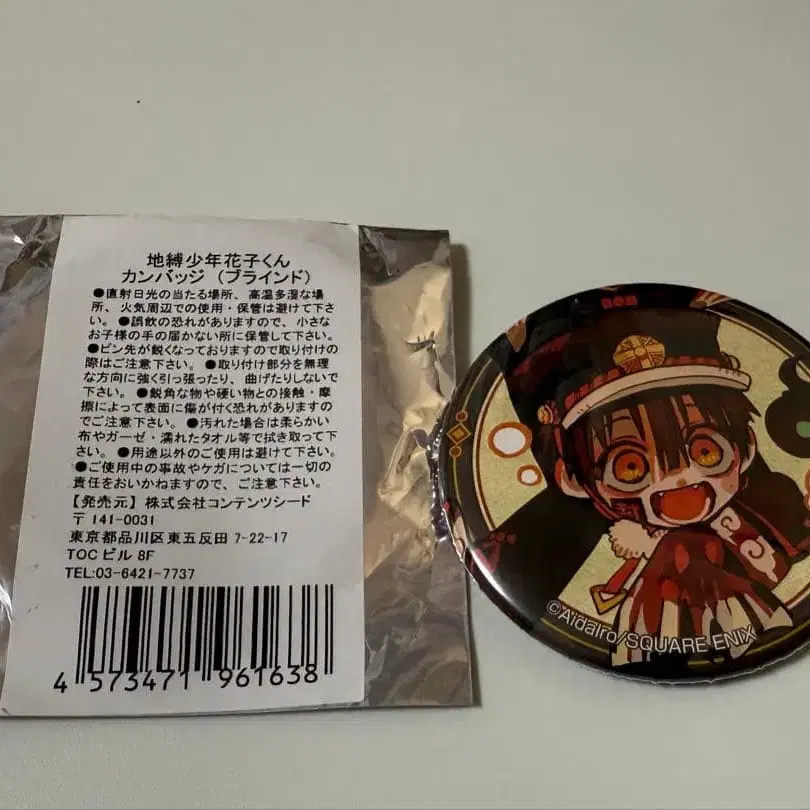 地縛少年花子くん
カンバッジ（ブラインド）
●直射日光の当たる場所、高温多湿な場
所、火気周辺での使用・保管は避けて下さ
い。●誤飲の恐れがありますので、小さな
お子様の手の届かない所に保管して下さい。
●ピン先が鋭くなっておりますので取り付けの
際はご注意下さい。●取り付け部分を無理
な方向に強く引っ張ったり、曲げたりしないで
下さい。●鋭角な物や硬い物との接触・摩
擦によって表面に傷が付く恐れがありますの
でご注意下さい。●汚れた場合は柔らかい
布やガーゼ・濡れたタオル等で拭き取って下
さい。●用途以外のご使用は避けて下さい。
●ご使用中の事故やケガについては一切の
責任をおいかねますので、ご注意下さい。
【発売元】株式会社コンテンツシード
〒141-0031
東京都品川区東五反田7-22-17
TOCビル 8F
TEL:03-6421-7737
4 573471 961638
©AidaIro/SQUARE ENIX